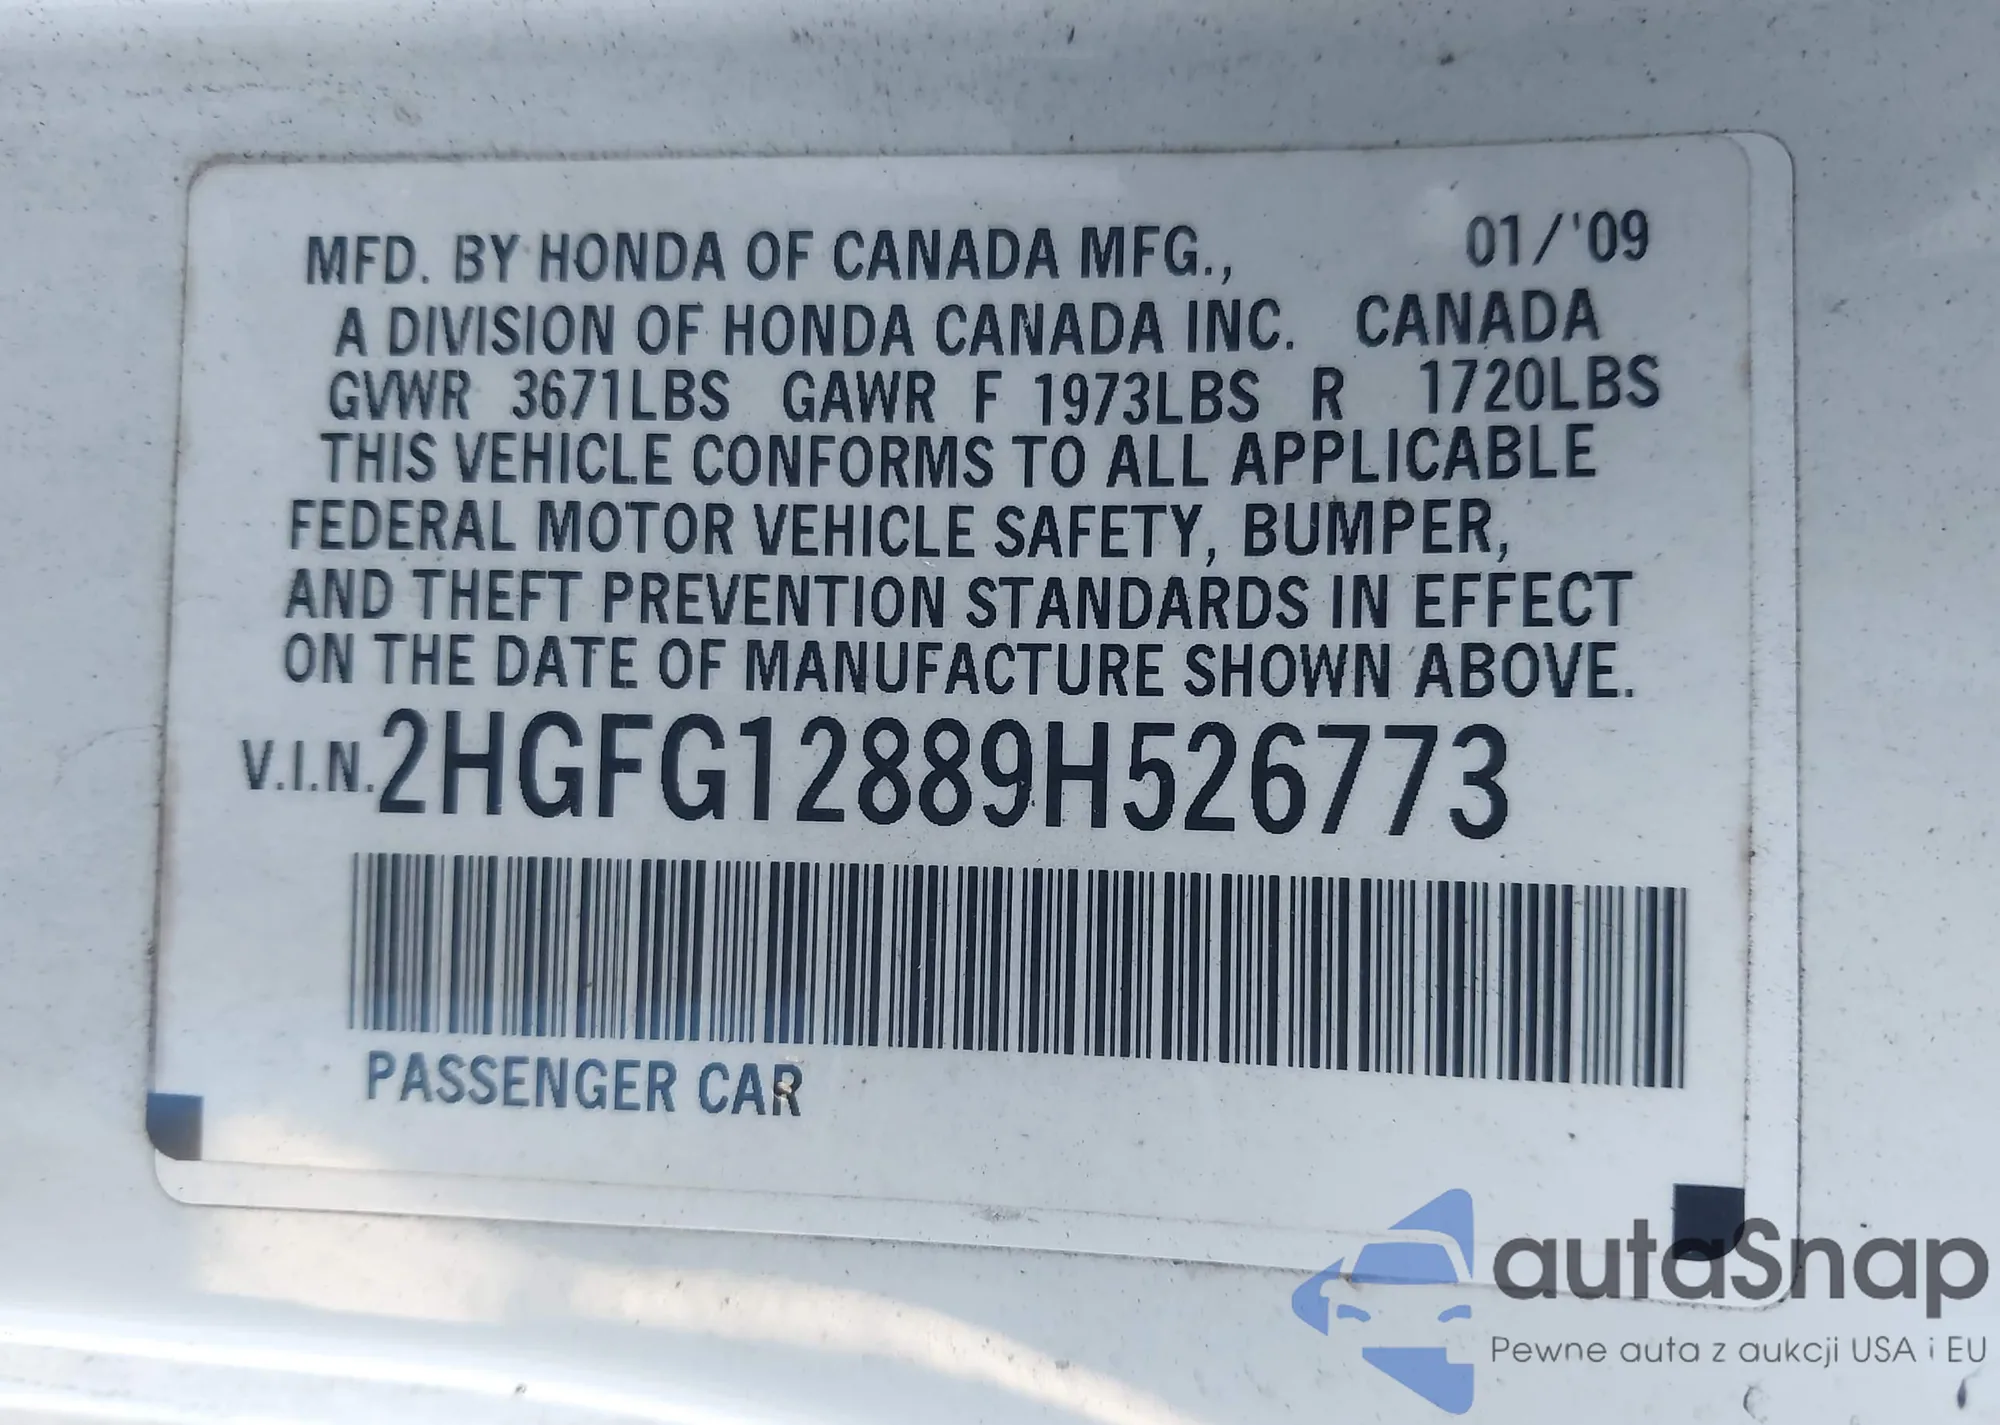 MFD. BY HONDA OF CANADA MFG., 01/'09
A DIVISION OF HONDA CANADA INC. CANADA
GVWR 3671LBS GAWR F 1973LBS R 1720LBS
THIS VEHICLE CONFORMS TO ALL APPLICABLE
FEDERAL MOTOR VEHICLE SAFETY, BUMPER,
AND THEFT PREVENTION STANDARDS IN EFFECT
ON THE DATE OF MANUFACTURE SHOWN ABOVE.
V.I.N. 2HGFG12889H526773
PASSENGER CAR
autaSnap
Pewne auta z aukcji USA i EU